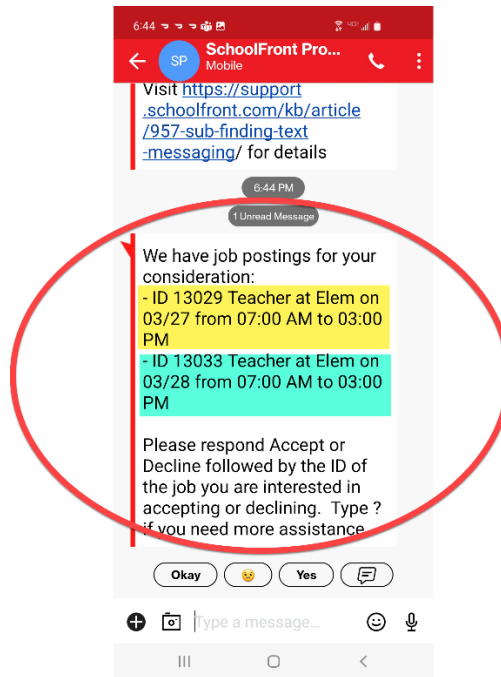 6:44
SchoolFront Pro...
SP
Mobile
Visit https://support
.schoolfront.com/kb/article
/957-sub-finding-text
-messaging/ for details
6:44 PM
1 Unread Message
We have job postings for your
consideration:
- ID 13029 Teacher at Elem on
03/27 from 07:00 AM to 03:00
PM
- ID 13033 Teacher at Elem on
03/28 from 07:00 AM to 03:00
PM
Please respond Accept or
Decline followed by the ID of
the job you are interested in
accepting or declining.  Type ?
if you need more assistance
Okay
Yes
Type a message...